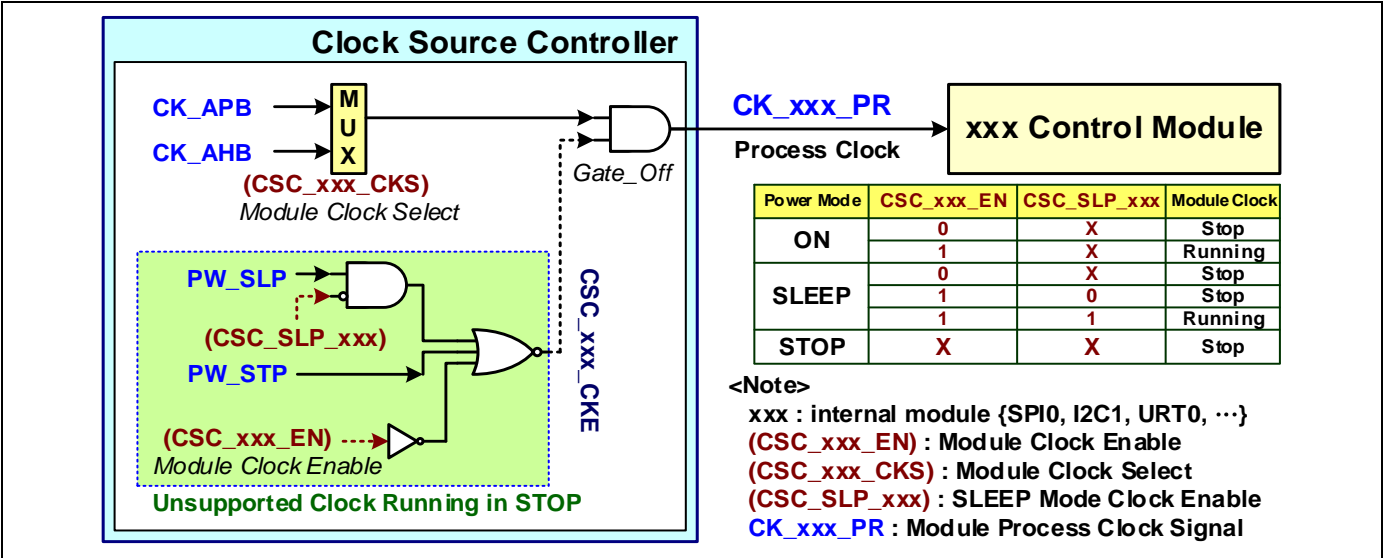 Clock Source Controller
CK_APB
CK_AHB
M
U
X
(CSC_xxx_CKS)
Module Clock Select
Gate_Off
CK_xxx_PR
Process Clock
xxx Control Module
PW_SLP
(CSC_SLP_xxx)
PW_STP
(CSC_xxx_EN)
Module Clock Enable
CSC_xxx_CKE
Unsupported Clock Running in STOP
Power Mode CSC_xxx_EN CSC_SLP_xxx Module Clock
ON 0 X Stop
1 X Running
SLEEP 0 X Stop
1 0 Stop
1 1 Running
STOP X X Stop
<Note>
xxx : internal module {SPI0, I2C1, URT0, ···}
(CSC_xxx_EN) : Module Clock Enable
(CSC_xxx_CKS) : Module Clock Select
(CSC_SLP_xxx) : SLEEP Mode Clock Enable
CK_xxx_PR : Module Process Clock Signal